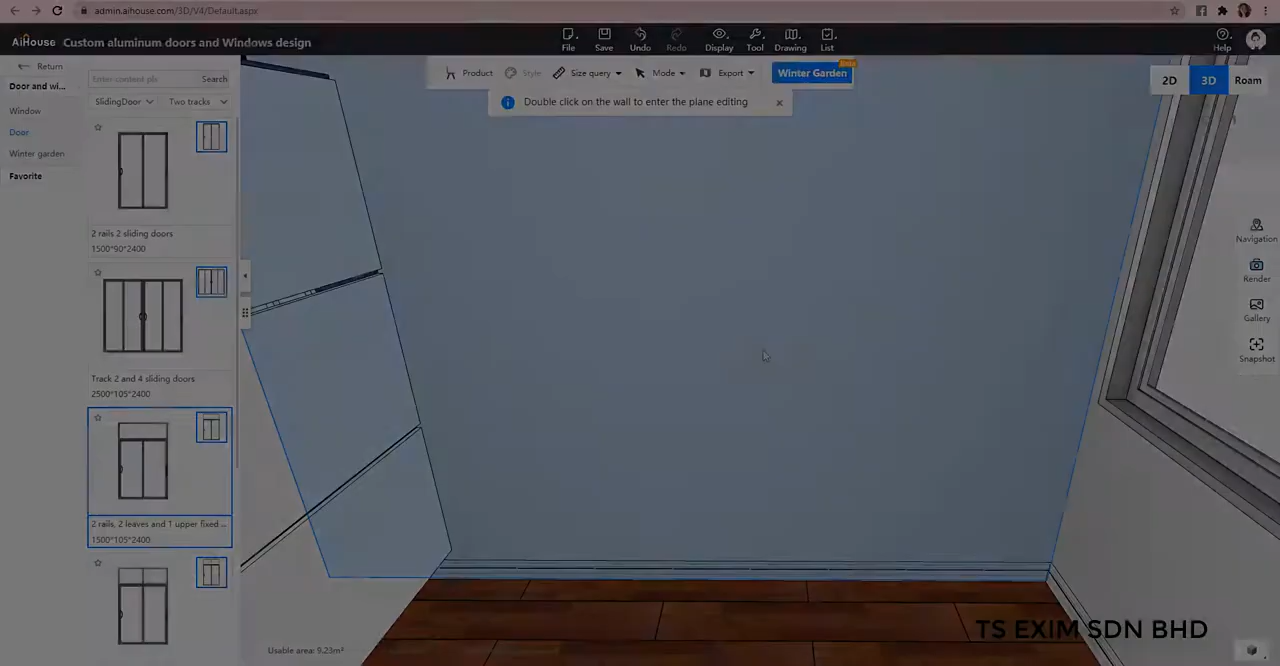 admin.aihouse.com/3D/V4/Default.aspx
AiHouse Custom aluminum doors and Windows design
File Save Undo Redo Display Tool Drawing List Help
Return
Enter content pls Search
Product Style Size query Mode Export Winter Garden
2D 3D Roam
Double click on the wall to enter the plane editing
Door and wi...
SlidingDoor Two tracks
Window
Door
Winter garden
Favorite
2 rails 2 sliding doors
1500*90*2400
Track 2 and 4 sliding doors
2500*105*2400
2 rails, 2 leaves and 1 upper fixed ...
1500*105*2400
Navigation
Render
Gallery
Snapshot
TS EXIM SDN BHD
Usable area: 9.23m²